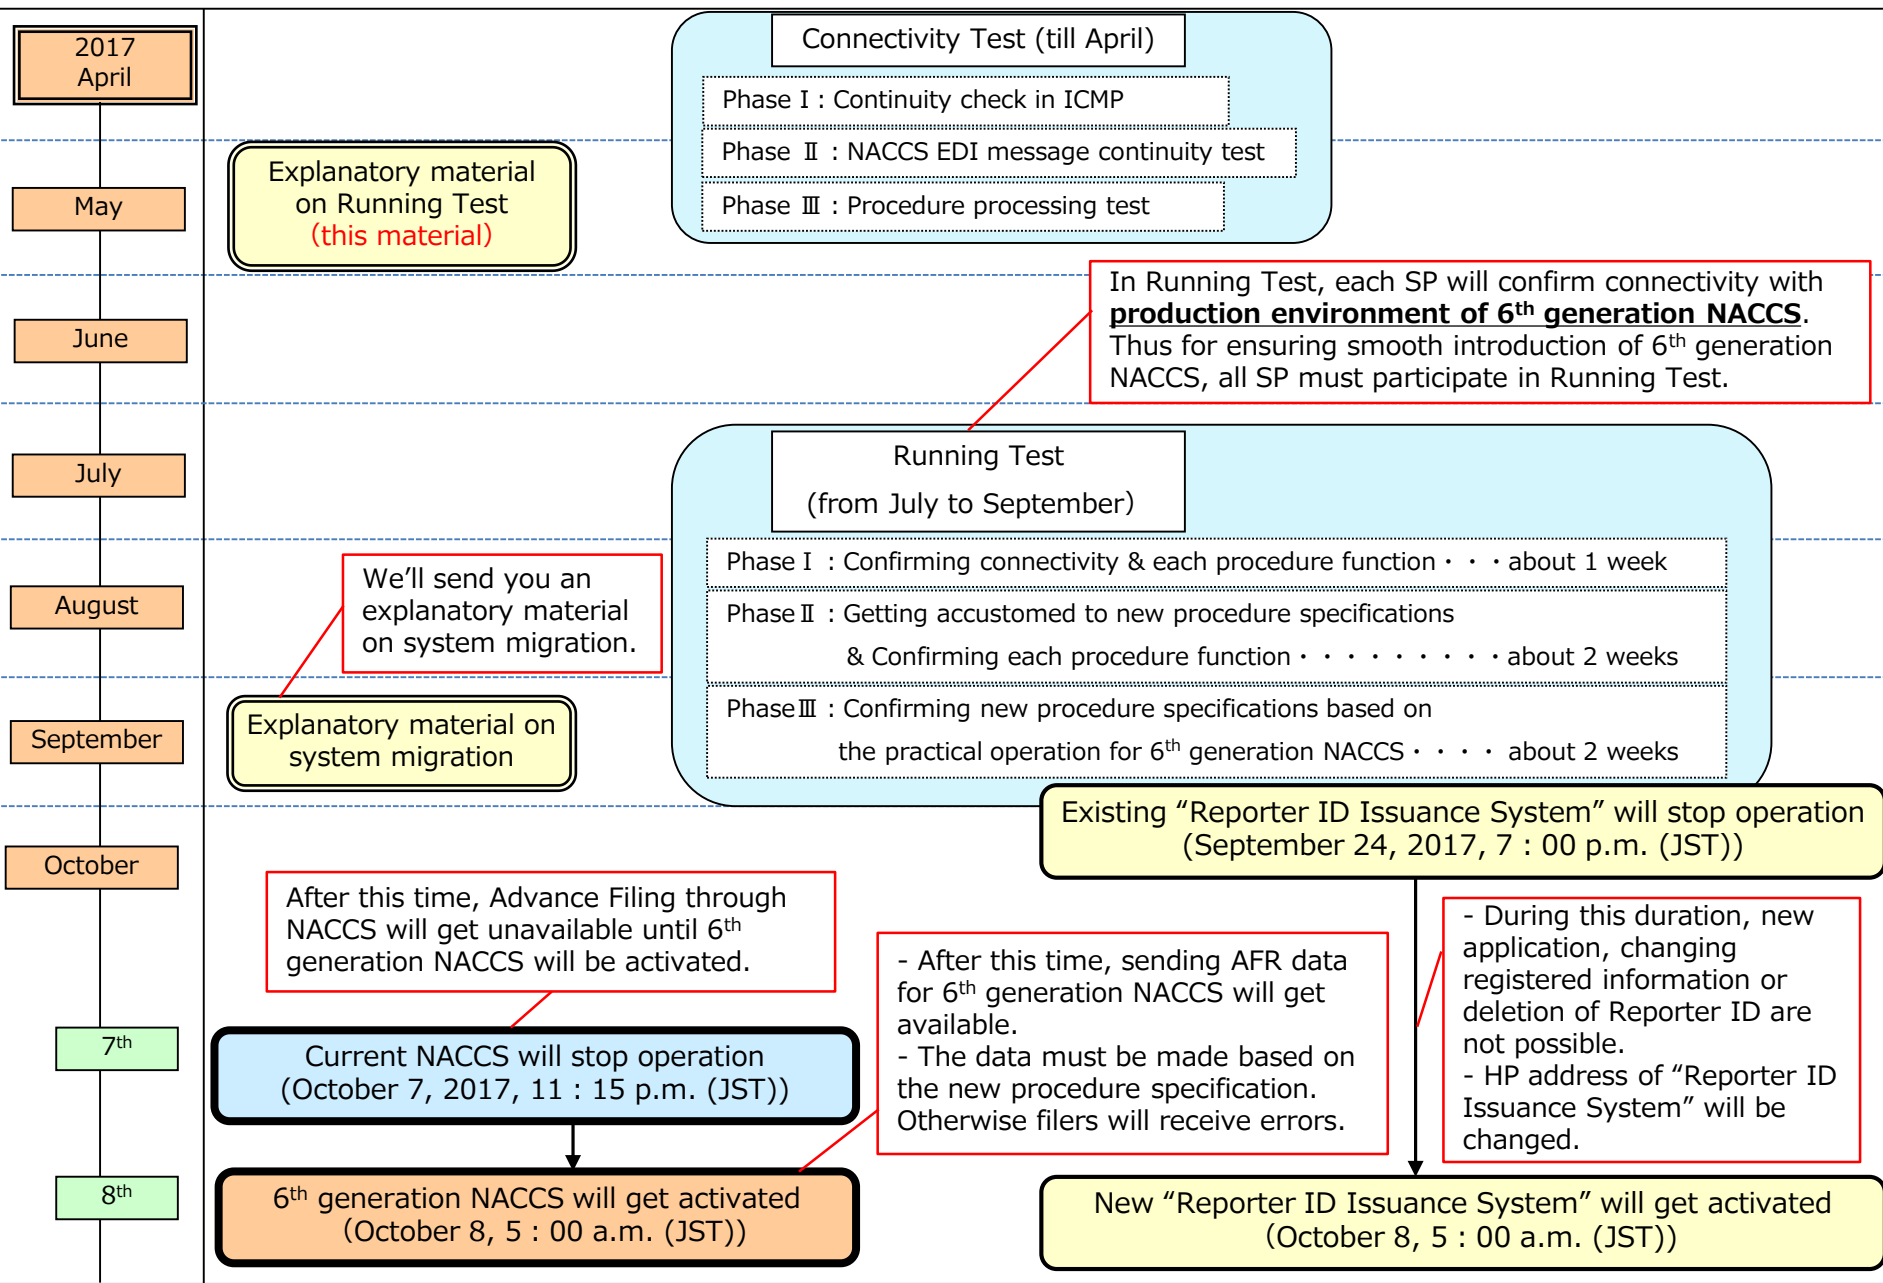 2017
April
Connectivity Test (till April)
Phase Ⅰ : Continuity check in ICMP
Phase Ⅱ : NACCS EDI message continuity test
Phase Ⅲ : Procedure processing test
Explanatory material
on Running Test
(this material)
May
In Running Test, each SP will confirm connectivity with
production environment of 6th generation NACCS.
Thus for ensuring smooth introduction of 6th generation
NACCS, all SP must participate in Running Test.
June
July
Running Test
(from July to September)
Phase Ⅰ : Confirming connectivity & each procedure function・・・about 1 week
Phase Ⅱ : Getting accustomed to new procedure specifications
& Confirming each procedure function・・・・・・・・・about 2 weeks
Phase Ⅲ : Confirming new procedure specifications based on
the practical operation for 6th generation NACCS・・・・ about 2 weeks
We’ll send you an
explanatory material
on system migration.
August
September
Explanatory material on
system migration
Existing “Reporter ID Issuance System” will stop operation
(September 24, 2017, 7 : 00 p.m. (JST))
October
After this time, Advance Filing through
NACCS will get unavailable until 6th
generation NACCS will be activated.
- After this time, sending AFR data
for 6th generation NACCS will get
available.
- The data must be made based on
the new procedure specification.
Otherwise filers will receive errors.
- During this duration, new
application, changing
registered information or
deletion of Reporter ID are
not possible.
- HP address of “Reporter ID
Issuance System” will be
changed.
7th
Current NACCS will stop operation
(October 7, 2017, 11 : 15 p.m. (JST))
8th
6th generation NACCS will get activated
(October 8, 5 : 00 a.m. (JST))
New “Reporter ID Issuance System” will get activated
(October 8, 5 : 00 a.m. (JST))